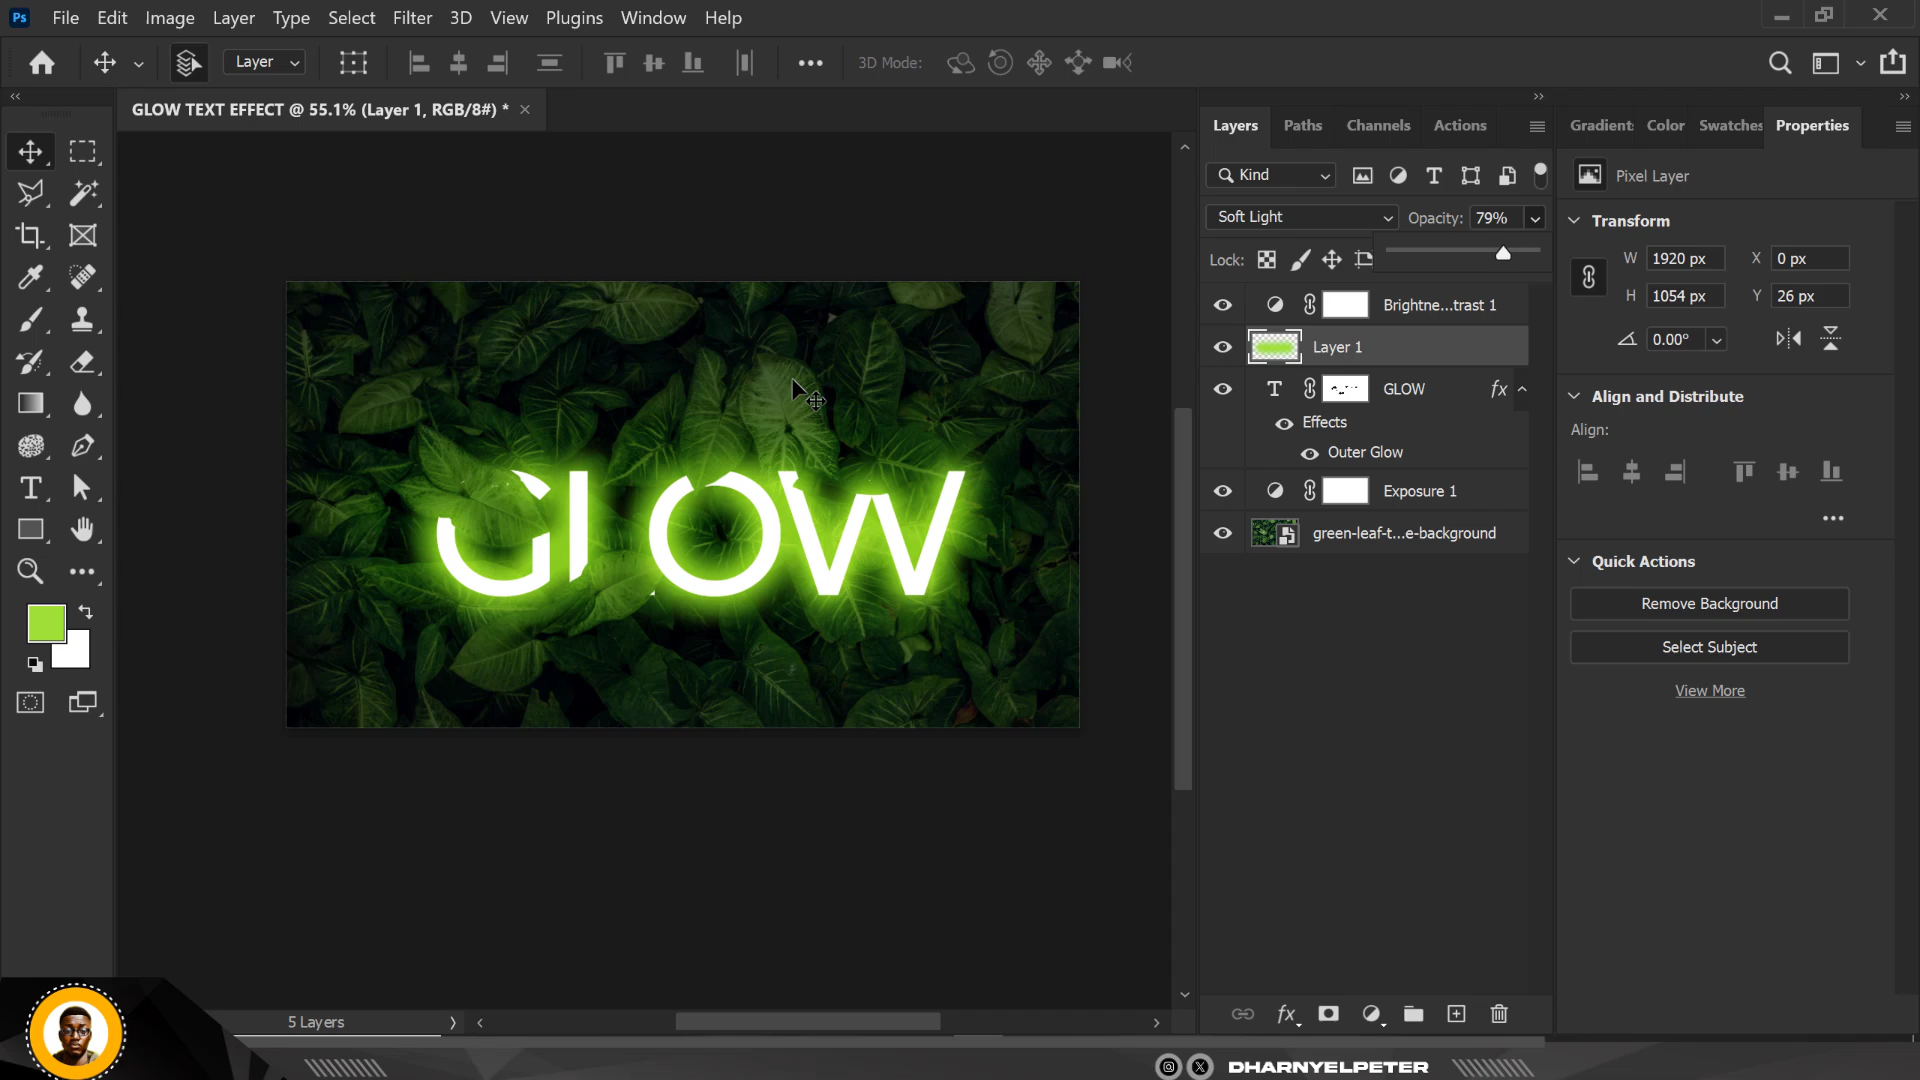 Ps File Edit Image Layer Type Select Filter 3D View Plugins Window Help
Layer
3D Mode:
GLOW TEXT EFFECT @ 55.1% (Layer 1, RGB/8#) *
GLOW
5 Layers
Layers Paths Channels Actions
Kind
Soft Light Opacity: 79%
Lock:
Brightne...trast 1
Layer 1
GLOW fx
Effects
Outer Glow
Exposure 1
green-leaf-t...e-background
fx
Gradient Color Swatches Properties
Pixel Layer
Transform
W 1920 px X 0 px
H 1054 px Y 26 px
0.00°
Align and Distribute
Align:
Quick Actions
Remove Background
Select Subject
View More
DHARNYELPETER